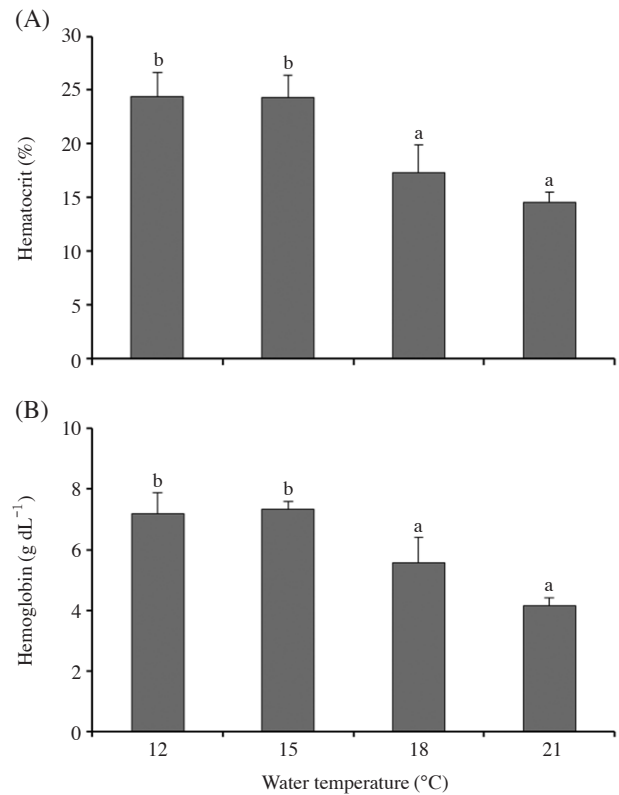 (A)
30
25
20
15
10
5
0
Hematocrit (%)
b
b
a
a
(B)
10
8
6
4
2
0
Hemoglobin (g dL⁻¹)
b
b
a
a
12 15 18 21
Water temperature (°C)